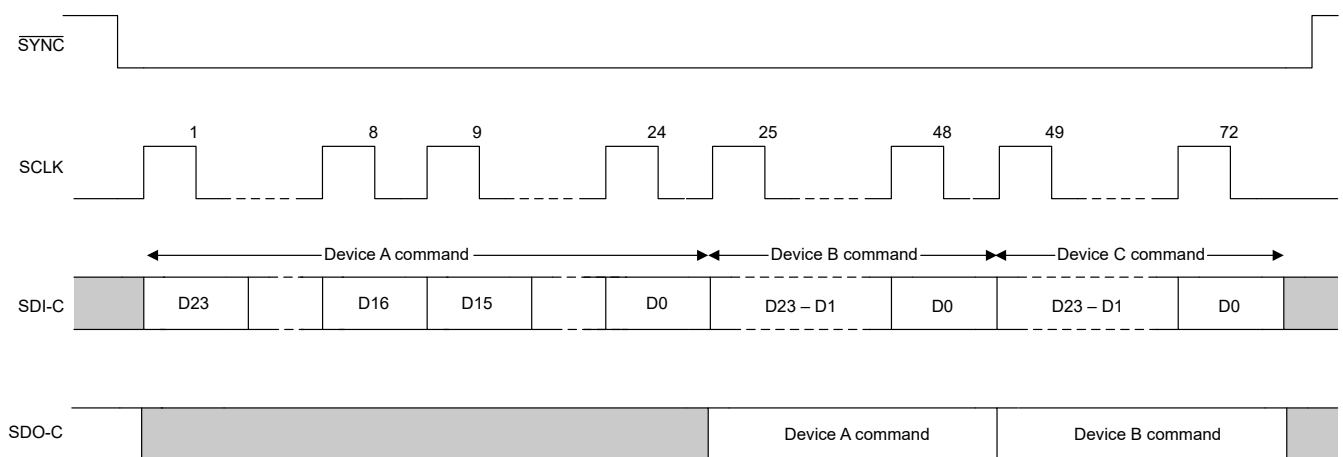 SYNC
1 8 9 24 25 48 49 72
SCLK
Device A command Device B command Device C command
SDI-C D23 D16 D15 D0 D23 – D1 D0 D23 – D1 D0
SDO-C Device A command Device B command